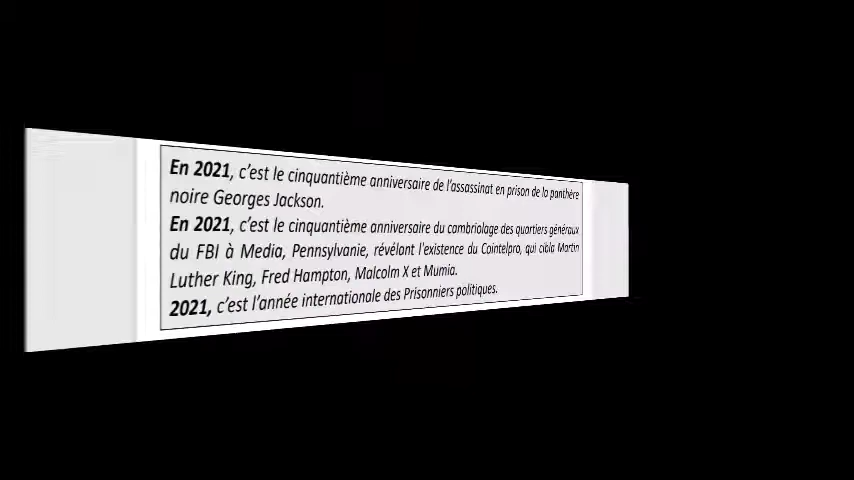 En 2021, c’est le cinquantième anniversaire de l’assassinat en prison de la panthère
noire Georges Jackson.
En 2021, c’est le cinquantième anniversaire du cambriolage des quartiers généraux
du FBI à Media, Pennsylvanie, révélant l'existence du Cointelpro, qui cibla Martin
Luther King, Fred Hampton, Malcolm X et Mumia.
2021, c’est l’année internationale des Prisonniers politiques.